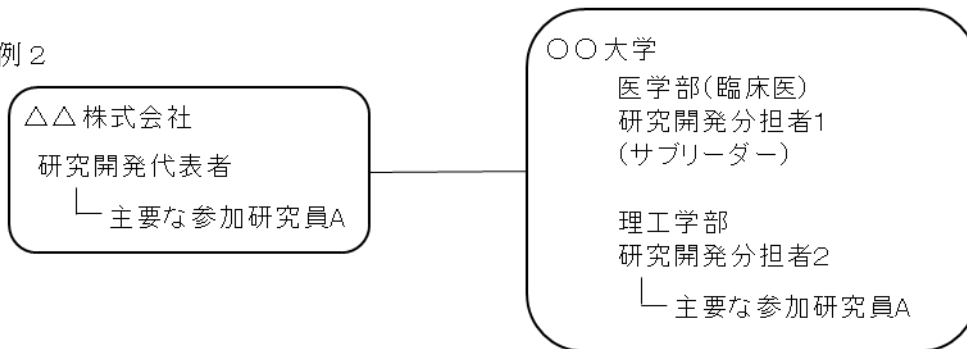 例２
△△株式会社
研究開発代表者
主要な参加研究員A
○○大学
医学部(臨床医)
研究開発分担者1
(サブリーダー)
理工学部
研究開発分担者2
主要な参加研究員A